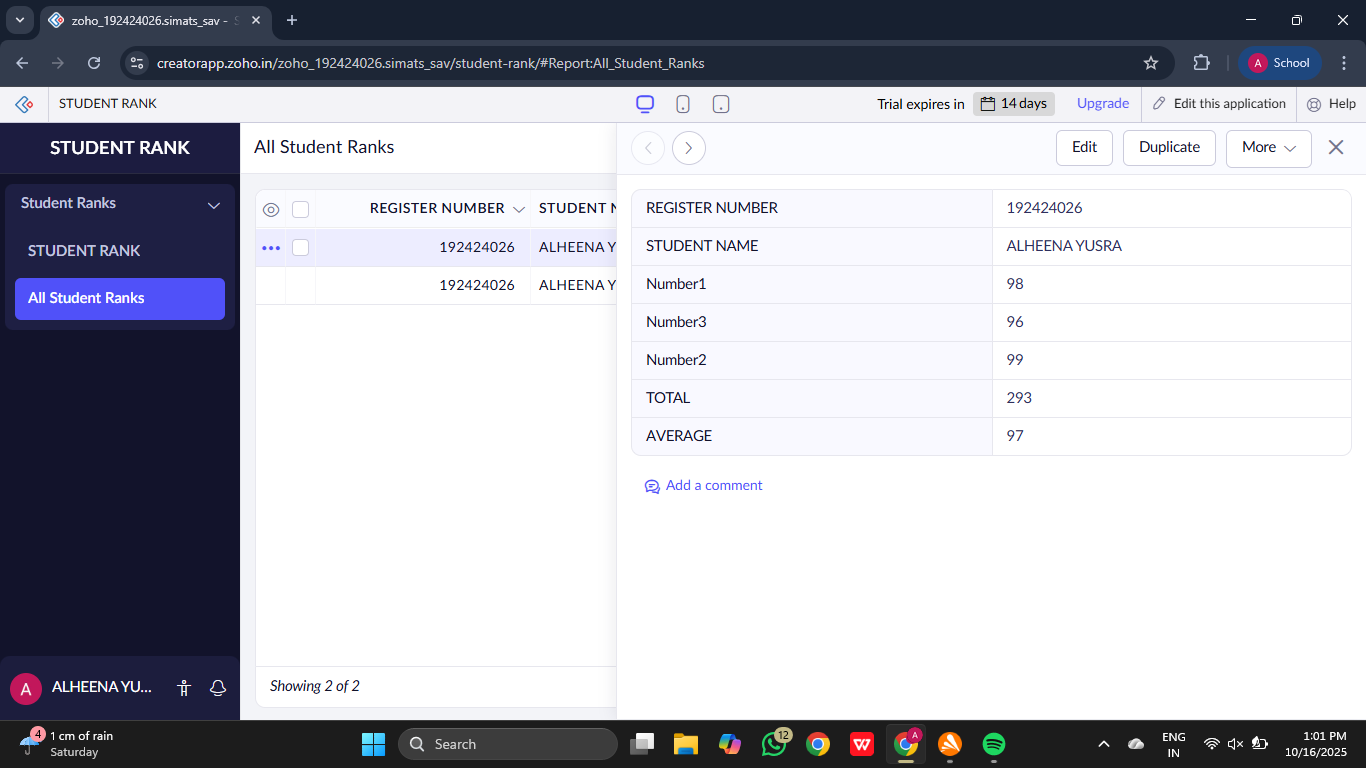 zoho_192424026.simats_sav - S
creatorapp.zoho.in/zoho_192424026.simats_sav/student-rank/#Report:All_Student_Ranks
A School
STUDENT RANK
Trial expires in 14 days Upgrade Edit this application Help
STUDENT RANK
Student Ranks
STUDENT RANK
All Student Ranks
A ALHEENA YU...
All Student Ranks
REGISTER NUMBER STUDENT N
192424026 ALHEENA Y
192424026 ALHEENA Y
Showing 2 of 2
Edit Duplicate More
REGISTER NUMBER 192424026
STUDENT NAME ALHEENA YUSRA
Number1 98
Number3 96
Number2 99
TOTAL 293
AVERAGE 97
Add a comment
4 1 cm of rain
Saturday
Search
12
A
ENG
IN
1:01 PM
10/16/2025